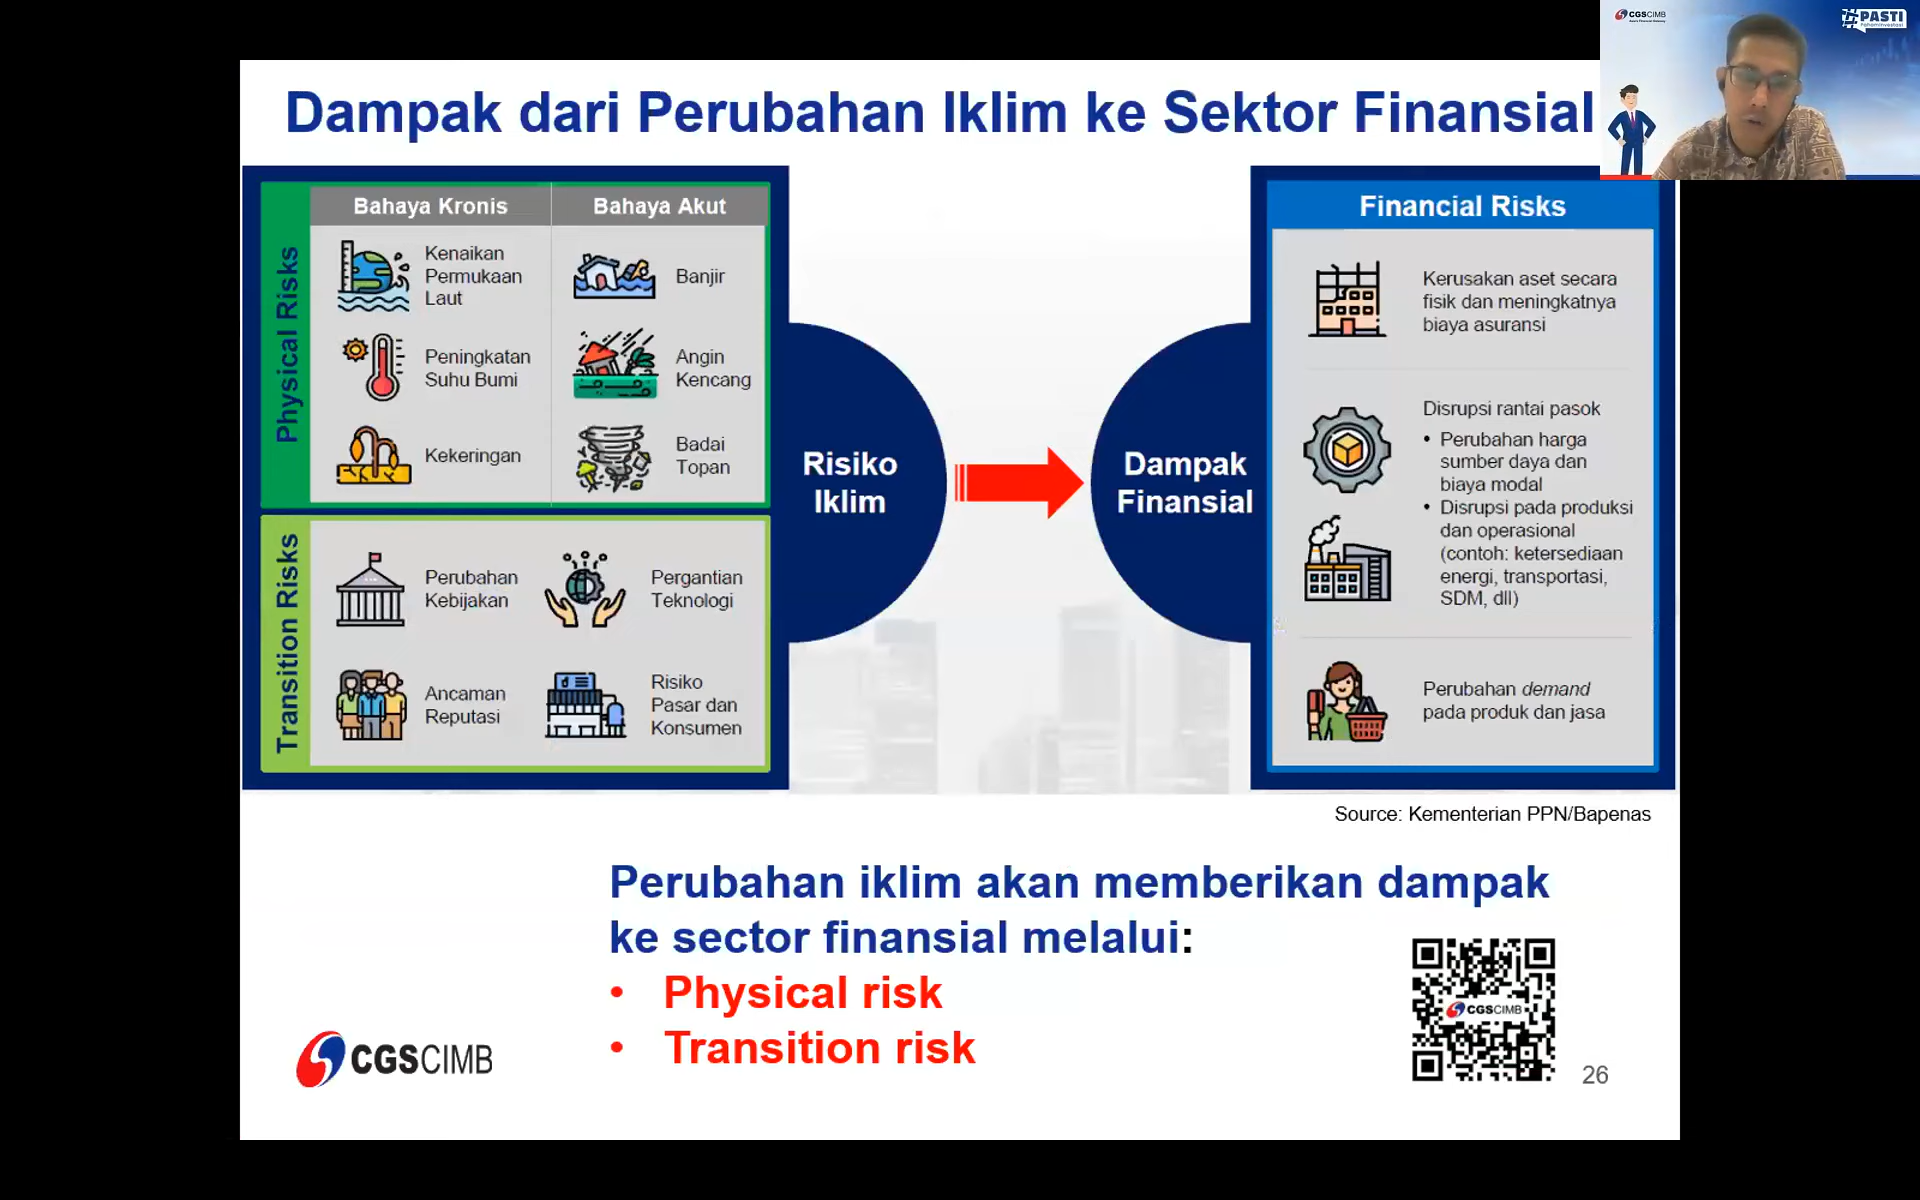 CGSCIMB
#PASTI
Dampak dari Perubahan Iklim ke Sektor Finansial
Physical Risks
Bahaya Kronis
Bahaya Akut
Kenaikan
Permukaan
Laut
Banjir
Peningkatan
Suhu Bumi
Angin
Kencang
Kekeringan
Badai
Topan
Transition Risks
Perubahan
Kebijakan
Pergantian
Teknologi
Ancaman
Reputasi
Risiko
Pasar dan
Konsumen
Risiko
Iklim
Dampak
Finansial
Financial Risks
Kerusakan aset secara
fisik dan meningkatnya
biaya asuransi
Disrupsi rantai pasok
• Perubahan harga
sumber daya dan
biaya modal
• Disrupsi pada produksi
dan operasional
(contoh: ketersediaan
energi, transportasi,
SDM, dll)
Perubahan demand
pada produk dan jasa
Source: Kementerian PPN/Bapenas
Perubahan iklim akan memberikan dampak
ke sector finansial melalui:
• Physical risk
• Transition risk
CGSCIMB
CGSCIMB
26